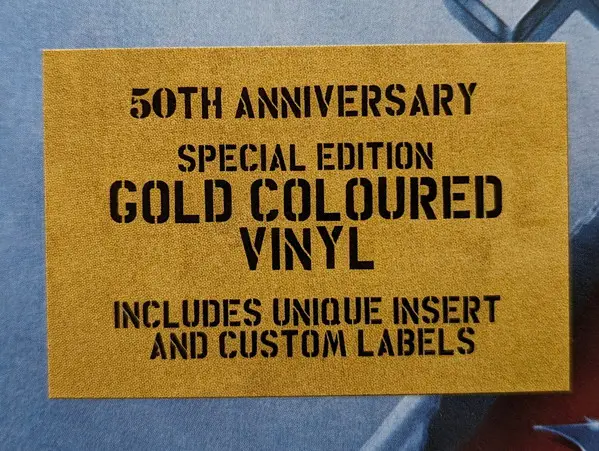 50TH ANNIVERSARY
SPECIAL EDITION
GOLD COLOURED
VINYL
INCLUDES UNIQUE INSERT
AND CUSTOM LABELS